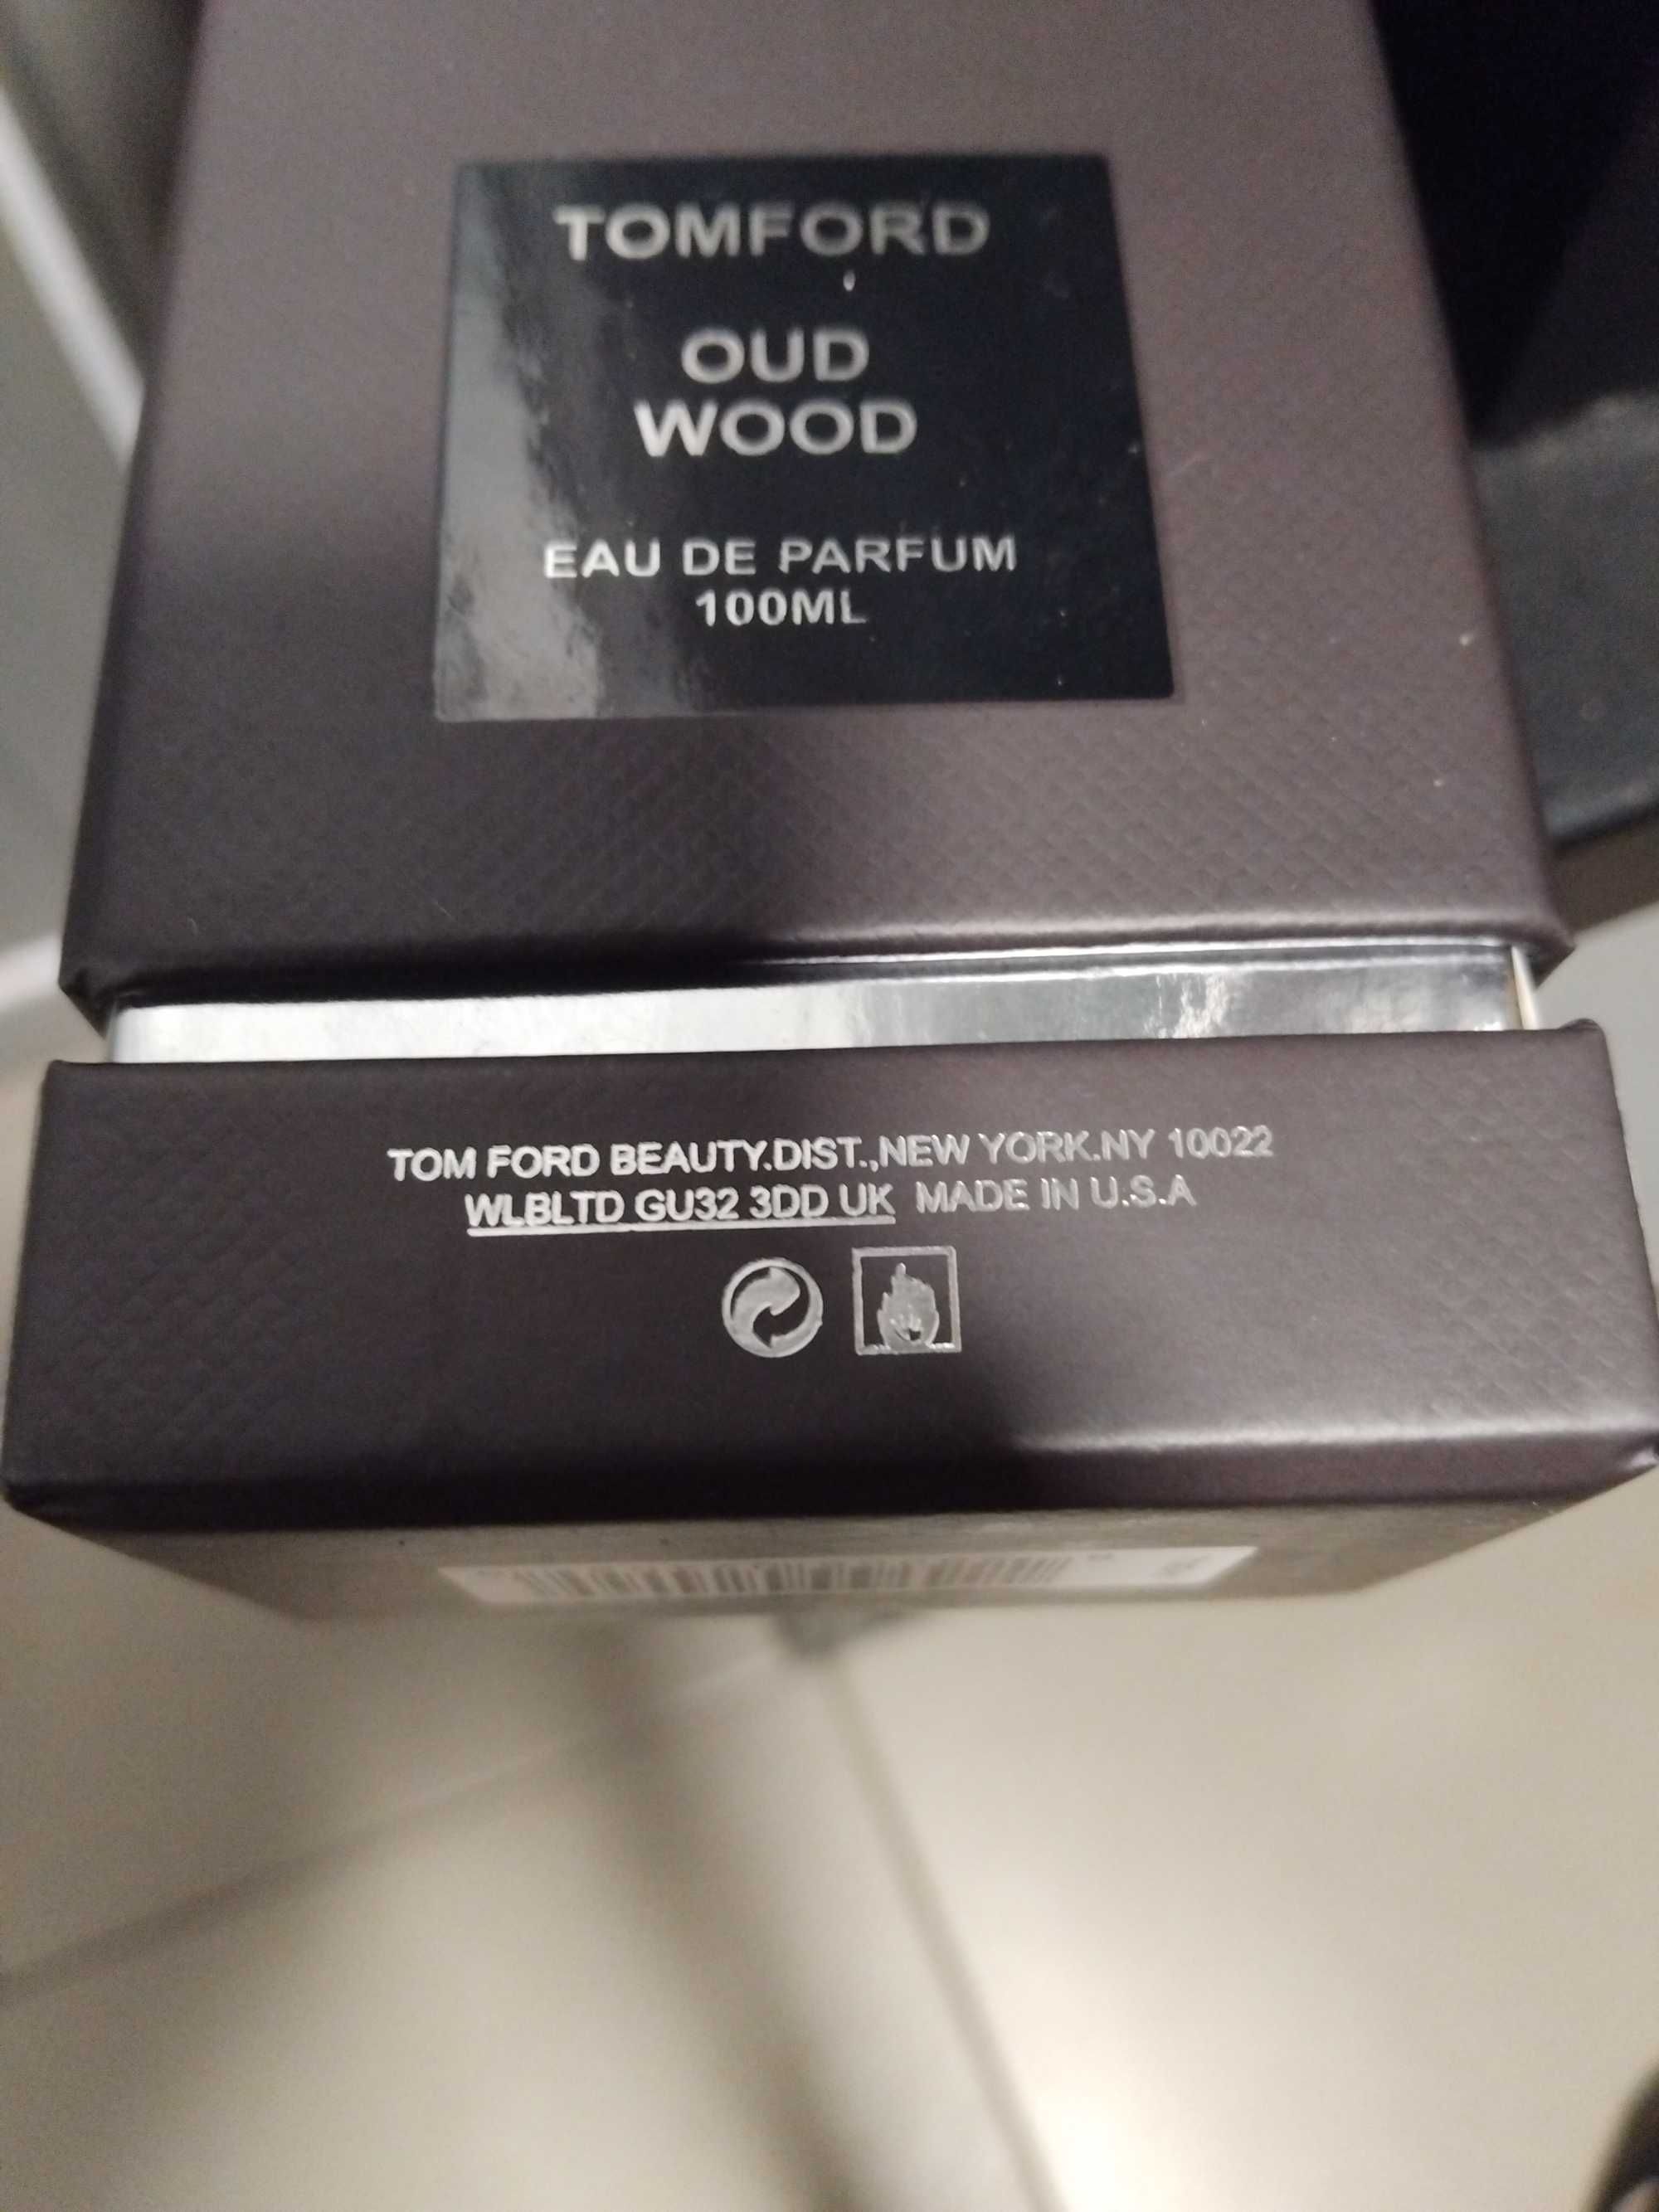 TOMFORD
OUD
WOOD
EAU DE PARFUM
100ML
TOM FORD BEAUTY.DIST.,NEW YORK.NY 10022
WLBLTD GU32 3DD UK MADE IN U.S.A